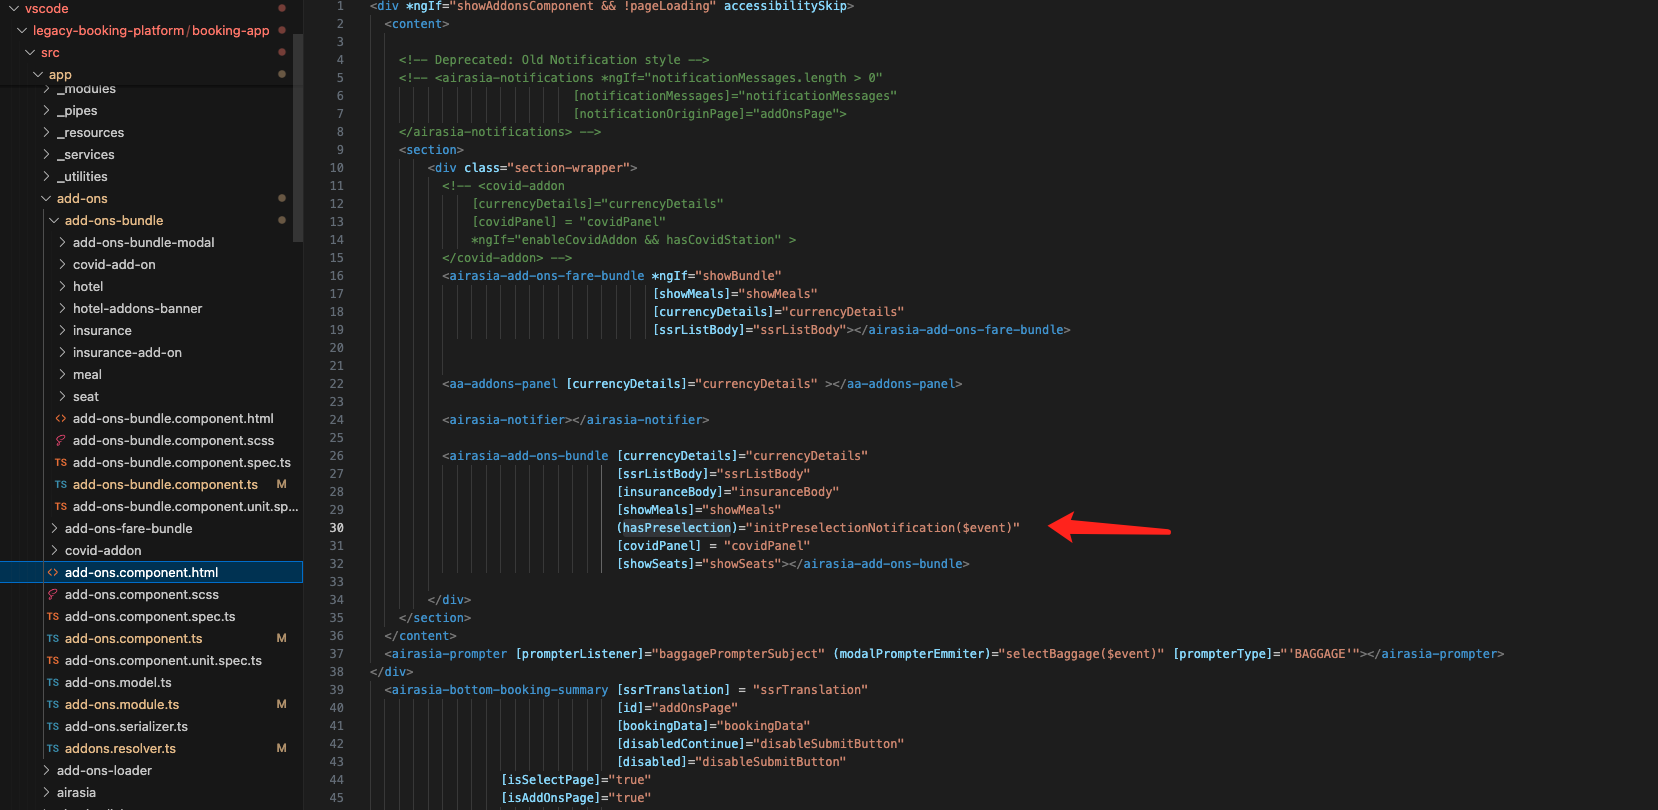 vscode
legacy-booking-platform/booking-app
src
app
_modules
_pipes
_resources
_services
_utilities
add-ons
add-ons-bundle
add-ons-bundle-modal
covid-add-on
hotel
hotel-addons-banner
insurance
insurance-add-on
meal
seat
<> add-ons-bundle.component.html
add-ons-bundle.component.scss
TS add-ons-bundle.component.spec.ts
TS add-ons-bundle.component.ts M
TS add-ons-bundle.component.unit.sp...
add-ons-fare-bundle
covid-addon
<> add-ons.component.html
add-ons.component.scss
TS add-ons.component.spec.ts
TS add-ons.component.ts M
TS add-ons.component.unit.spec.ts
TS add-ons.model.ts
TS add-ons.module.ts M
TS add-ons.serializer.ts
TS addons.resolver.ts M
add-ons-loader
airasia
1 <div *ngIf="showAddonsComponent && !pageLoading" accessibilitySkip>
2 <content>
3
4 <!-- Deprecated: Old Notification style -->
5 <!-- <airasia-notifications *ngIf="notificationMessages.length > 0"
6 [notificationMessages]="notificationMessages"
7 [notificationOriginPage]="addOnsPage">
8 </airasia-notifications> -->
9 <section>
10 <div class="section-wrapper">
11 <!-- <covid-addon
12 [currencyDetails]="currencyDetails"
13 [covidPanel] = "covidPanel"
14 *ngIf="enableCovidAddon && hasCovidStation" >
15 </covid-addon> -->
16 <airasia-add-ons-fare-bundle *ngIf="showBundle"
17 [showMeals]="showMeals"
18 [currencyDetails]="currencyDetails"
19 [ssrListBody]="ssrListBody"></airasia-add-ons-fare-bundle>
20
21
22 <aa-addons-panel [currencyDetails]="currencyDetails" ></aa-addons-panel>
23
24 <airasia-notifier></airasia-notifier>
25
26 <airasia-add-ons-bundle [currencyDetails]="currencyDetails"
27 [ssrListBody]="ssrListBody"
28 [insuranceBody]="insuranceBody"
29 [showMeals]="showMeals"
30 (hasPreselection)="initPreselectionNotification($event)"
31 [covidPanel] = "covidPanel"
32 [showSeats]="showSeats"></airasia-add-ons-bundle>
33
34 </div>
35 </section>
36 </content>
37 <airasia-prompter [prompterListener]="baggagePrompterSubject" (modalPrompterEmmiter)="selectBaggage($event)" [prompterType]="'BAGGAGE'"></airasia-prompter>
38 </div>
39 <airasia-bottom-booking-summary [ssrTranslation] = "ssrTranslation"
40 [id]="addOnsPage"
41 [bookingData]="bookingData"
42 [disabledContinue]="disableSubmitButton"
43 [disabled]="disableSubmitButton"
44 [isSelectPage]="true"
45 [isAddOnsPage]="true"